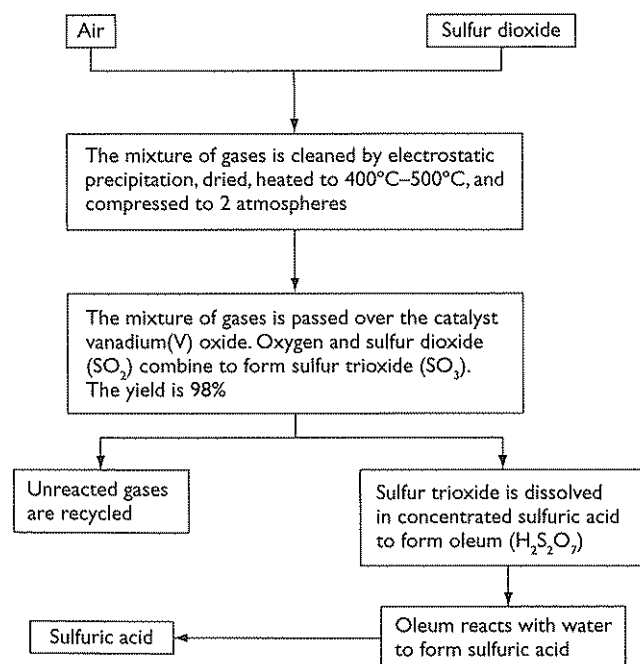 Air
Sulfur dioxide
The mixture of gases is cleaned by electrostatic
precipitation, dried, heated to 400°C–500°C, and
compressed to 2 atmospheres
The mixture of gases is passed over the catalyst
vanadium(V) oxide. Oxygen and sulfur dioxide
(SO₂) combine to form sulfur trioxide (SO₃).
The yield is 98%
Unreacted gases
are recycled
Sulfur trioxide is dissolved
in concentrated sulfuric acid
to form oleum (H₂S₂O₇)
Oleum reacts with water
to form sulfuric acid
Sulfuric acid